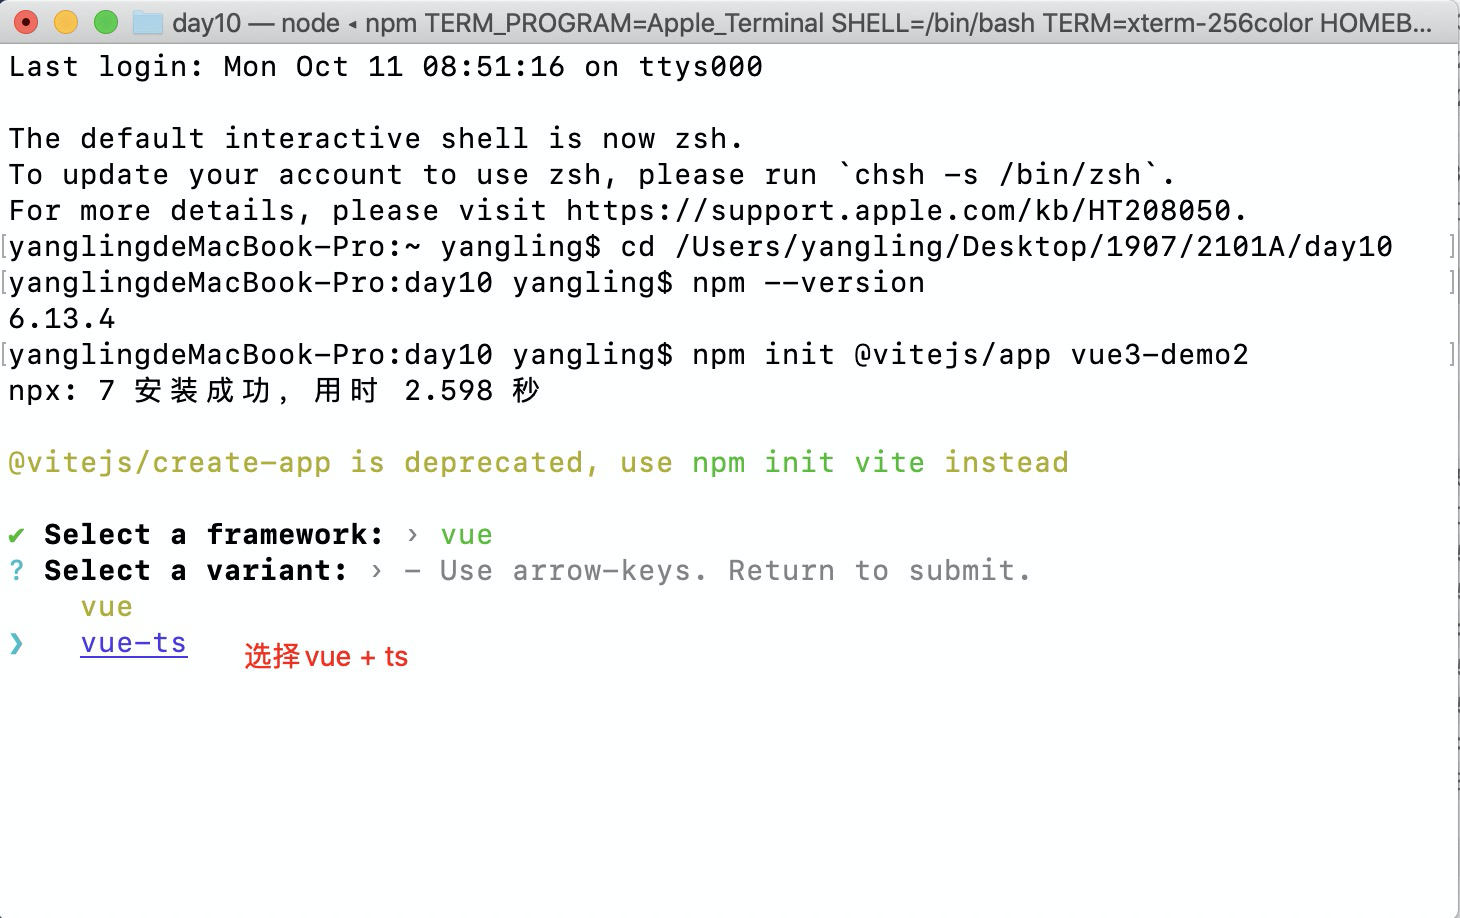 day10 — node ◂ npm TERM_PROGRAM=Apple_Terminal SHELL=/bin/bash TERM=xterm-256color HOMEB...
Last login: Mon Oct 11 08:51:16 on ttys000
The default interactive shell is now zsh.
To update your account to use zsh, please run `chsh -s /bin/zsh`.
For more details, please visit https://support.apple.com/kb/HT208050.
[yanglingdeMacBook-Pro:~ yangling$ cd /Users/yangling/Desktop/1907/2101A/day10 ]
[yanglingdeMacBook-Pro:day10 yangling$ npm --version ]
6.13.4
[yanglingdeMacBook-Pro:day10 yangling$ npm init @vitejs/app vue3-demo2 ]
npx: 7 安装成功，用时 2.598 秒
@vitejs/create-app is deprecated, use npm init vite instead
✔ Select a framework: › vue
? Select a variant: › - Use arrow-keys. Return to submit.
vue
❯ vue-ts
选择vue + ts